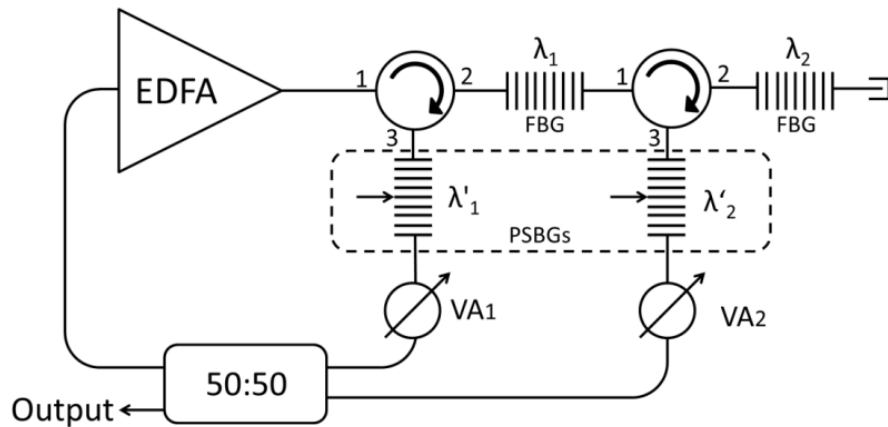 λ1 λ2
EDFA 1 2 1 2
FBG FBG
3 3
λ'1 λ‘2
PSBGs
VA1 VA2
50:50
Output